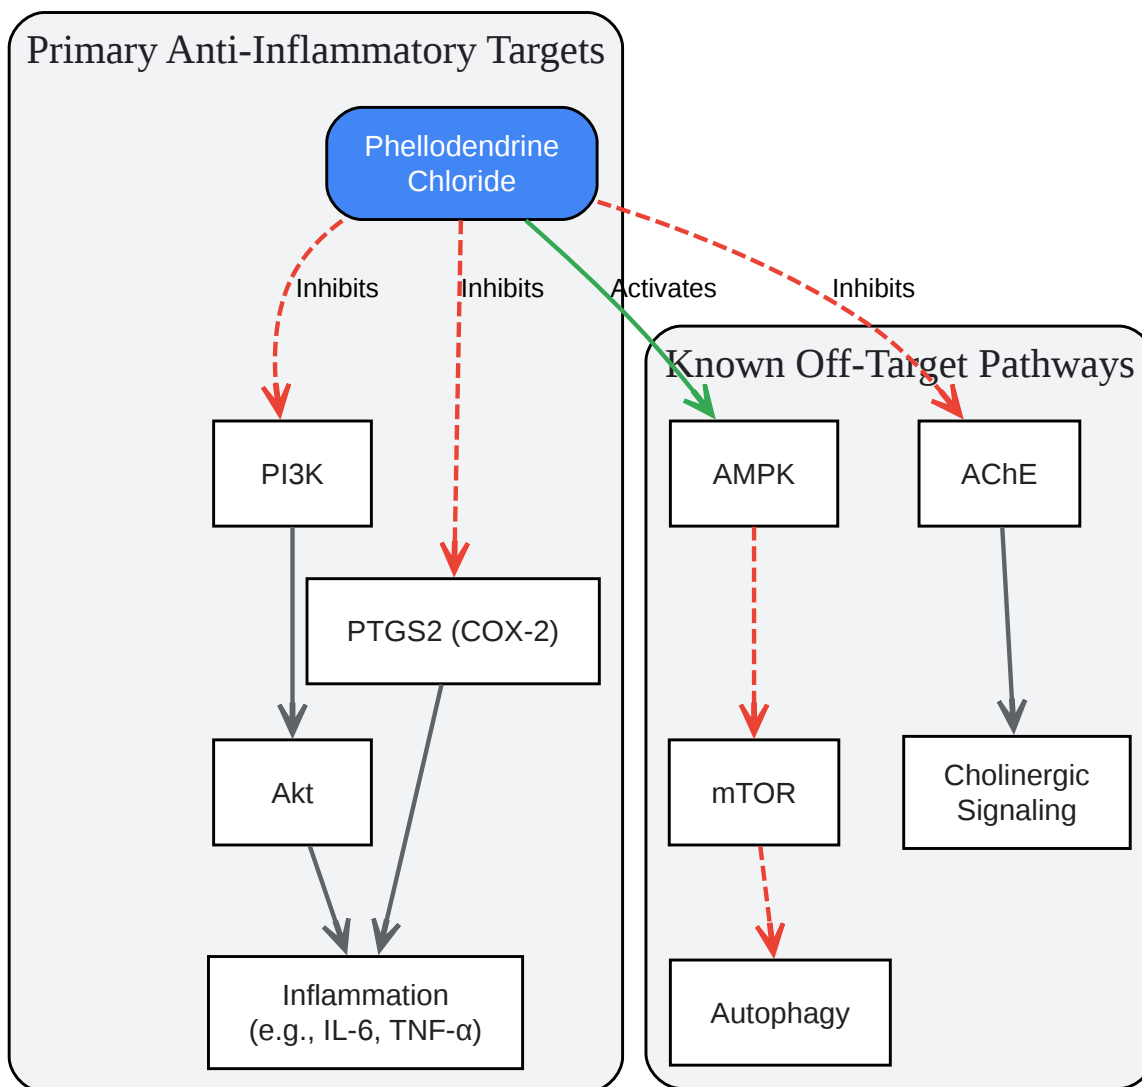 Primary Anti-Inflammatory Targets
Phellodendrine
Chloride
Inhibits
Inhibits
Activates
Inhibits
Known Off-Target Pathways
PI3K
AMPK
AChE
PTGS2 (COX-2)
Akt
mTOR
Cholinergic
Signaling
Inflammation
(e.g., IL-6, TNF-α)
Autophagy